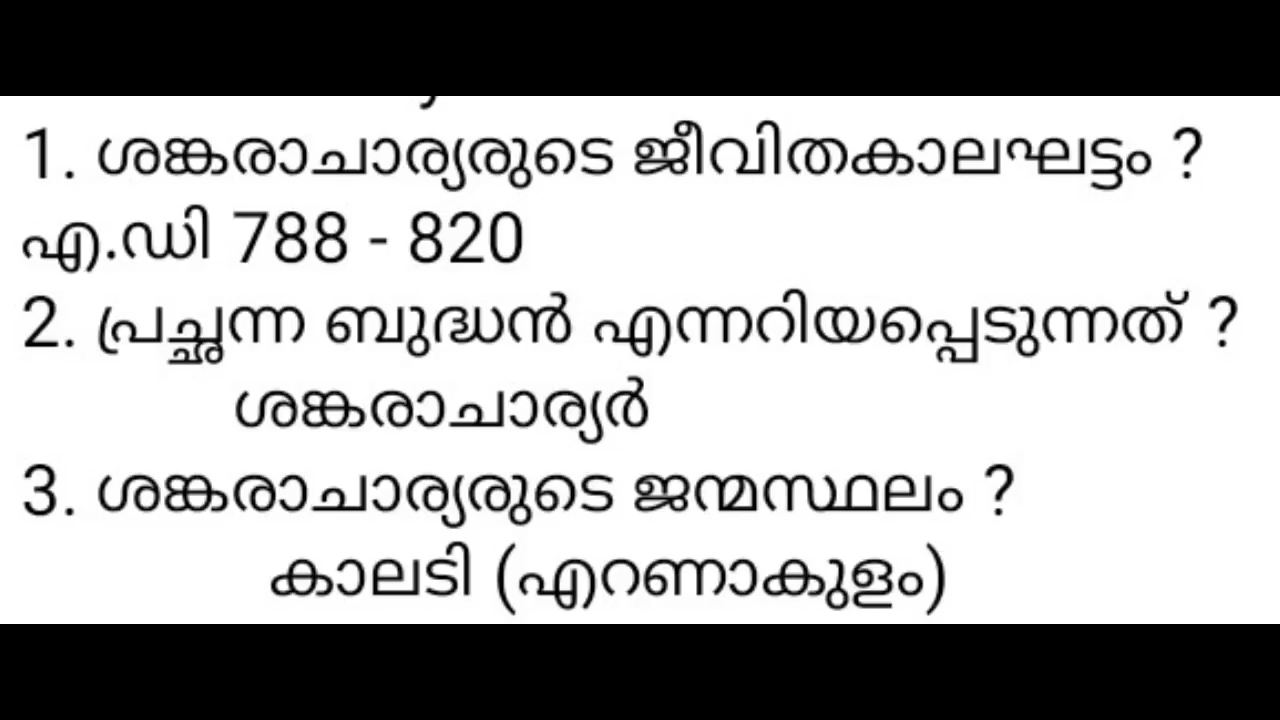 1. ശങ്കരാചാര്യരുടെ ജീവിതകാലഘട്ടം ?
എ.ഡി 788 - 820
2. പ്രച്ഛന്ന ബുദ്ധൻ എന്നറിയപ്പെടുന്നത് ?
ശങ്കരാചാര്യർ
3. ശങ്കരാചാര്യരുടെ ജന്മസ്ഥലം ?
കാലടി (എറണാകുളം)